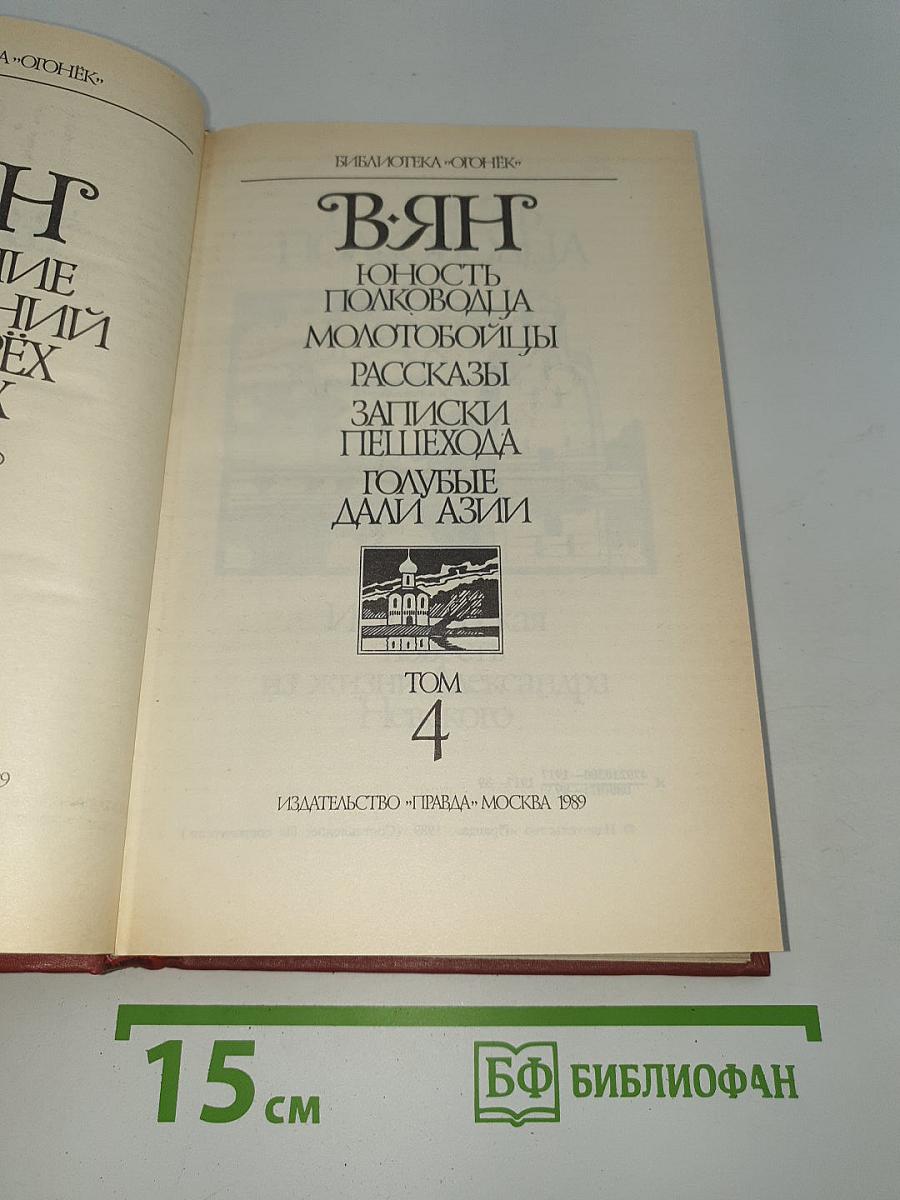 "ОГОНЁК"
БИБЛИОТЕКА „ОГОНЁК"
В·ЯН
ЮНОСТЬ
ПОЛКОВОДЦА
МОЛОТОБОЙЦЫ
РАССКАЗЫ
ЗАПИСКИ
ПЕШЕХОДА
ГОЛУБЫЕ
ДАЛИ АЗИИ
ТОМ
4
ИЗДАТЕЛЬСТВО „ПРАВДА" МОСКВА 1989
15 см
БФ БИБЛИОФАН